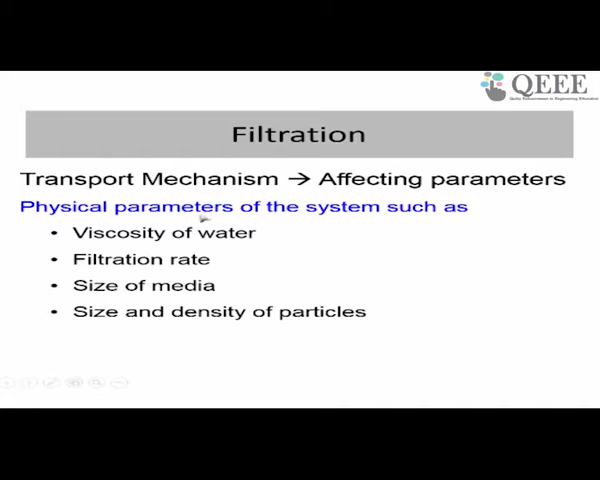 QEEE
Quality Enhancement in Engineering Education
Filtration
Transport Mechanism → Affecting parameters
Physical parameters of the system such as
• Viscosity of water
• Filtration rate
• Size of media
• Size and density of particles